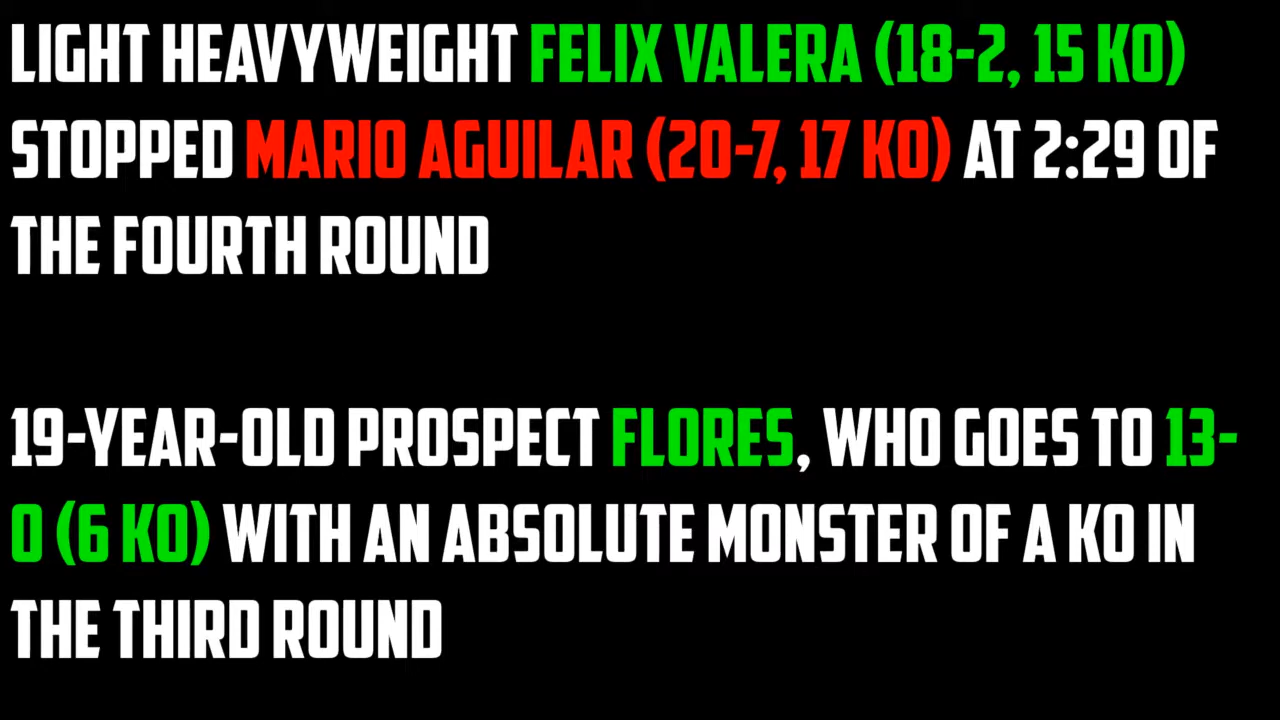 LIGHT HEAVYWEIGHT FELIX VALERA (18-2, 15 KO)
STOPPED MARIO AGUILAR (20-7, 17 KO) AT 2:29 OF
THE FOURTH ROUND
19-YEAR-OLD PROSPECT FLORES, WHO GOES TO 13-
0 (6 KO) WITH AN ABSOLUTE MONSTER OF A KO IN
THE THIRD ROUND